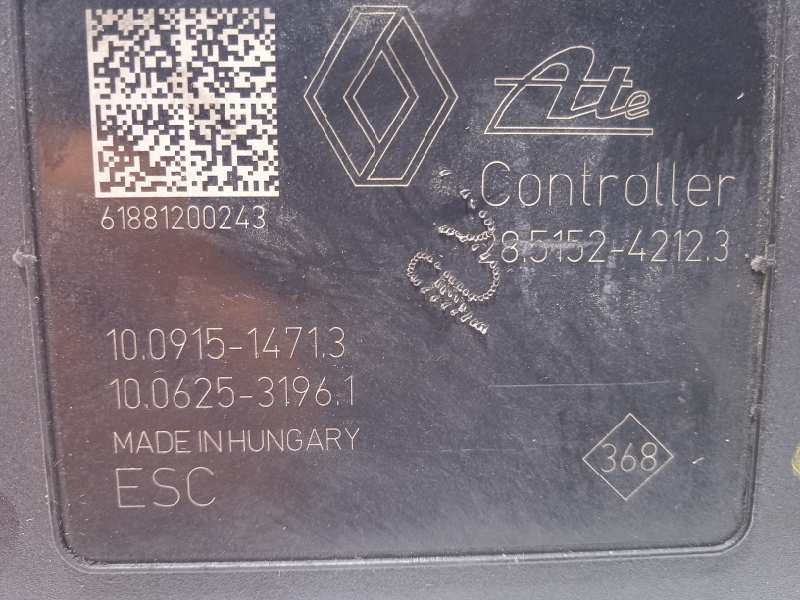 Ate
Controller
61881200243
28.5152-4212.3
10.0915-1471.3
10.0625-3196.1
MADE IN HUNGARY
ESC
368